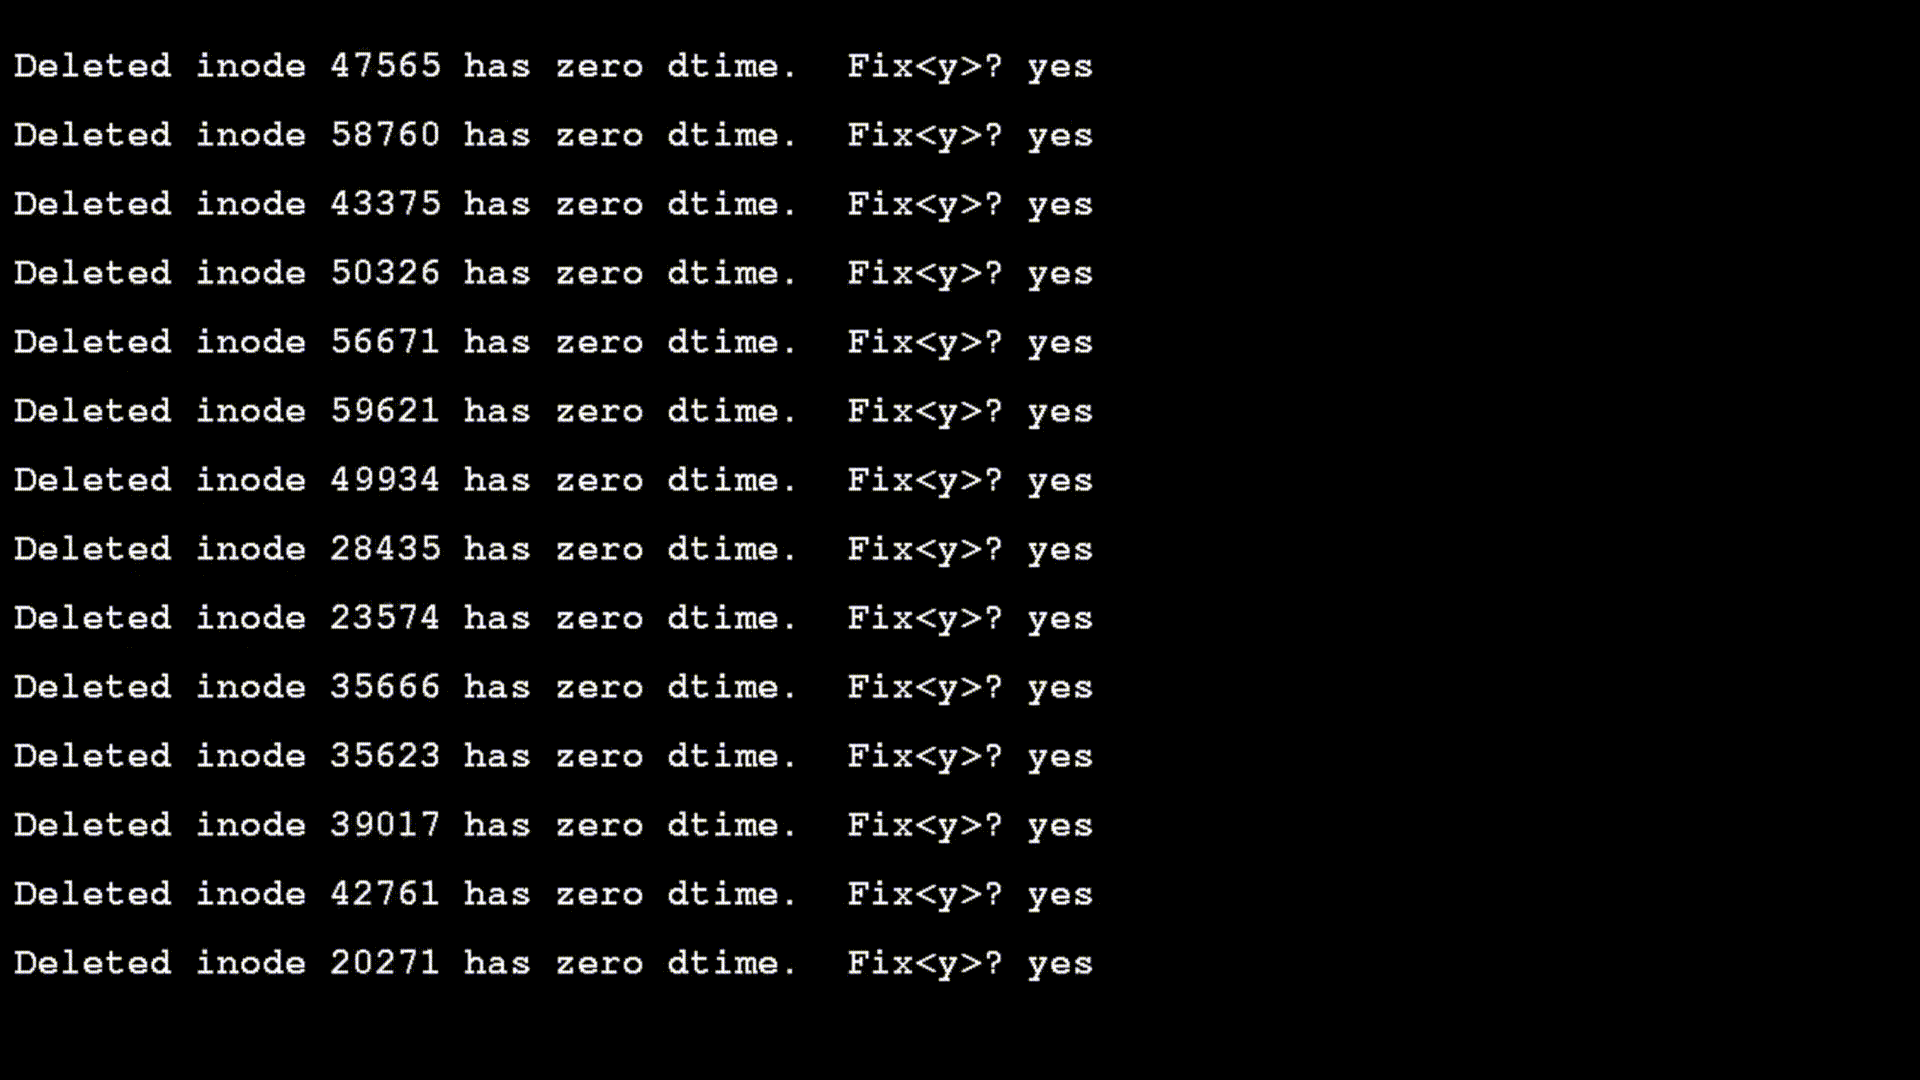 Deleted inode 47565 has zero dtime.  Fix<y>? yes
Deleted inode 58760 has zero dtime.  Fix<y>? yes
Deleted inode 43375 has zero dtime.  Fix<y>? yes
Deleted inode 50326 has zero dtime.  Fix<y>? yes
Deleted inode 56671 has zero dtime.  Fix<y>? yes
Deleted inode 59621 has zero dtime.  Fix<y>? yes
Deleted inode 49934 has zero dtime.  Fix<y>? yes
Deleted inode 28435 has zero dtime.  Fix<y>? yes
Deleted inode 23574 has zero dtime.  Fix<y>? yes
Deleted inode 35666 has zero dtime.  Fix<y>? yes
Deleted inode 35623 has zero dtime.  Fix<y>? yes
Deleted inode 39017 has zero dtime.  Fix<y>? yes
Deleted inode 42761 has zero dtime.  Fix<y>? yes
Deleted inode 20271 has zero dtime.  Fix<y>? yes